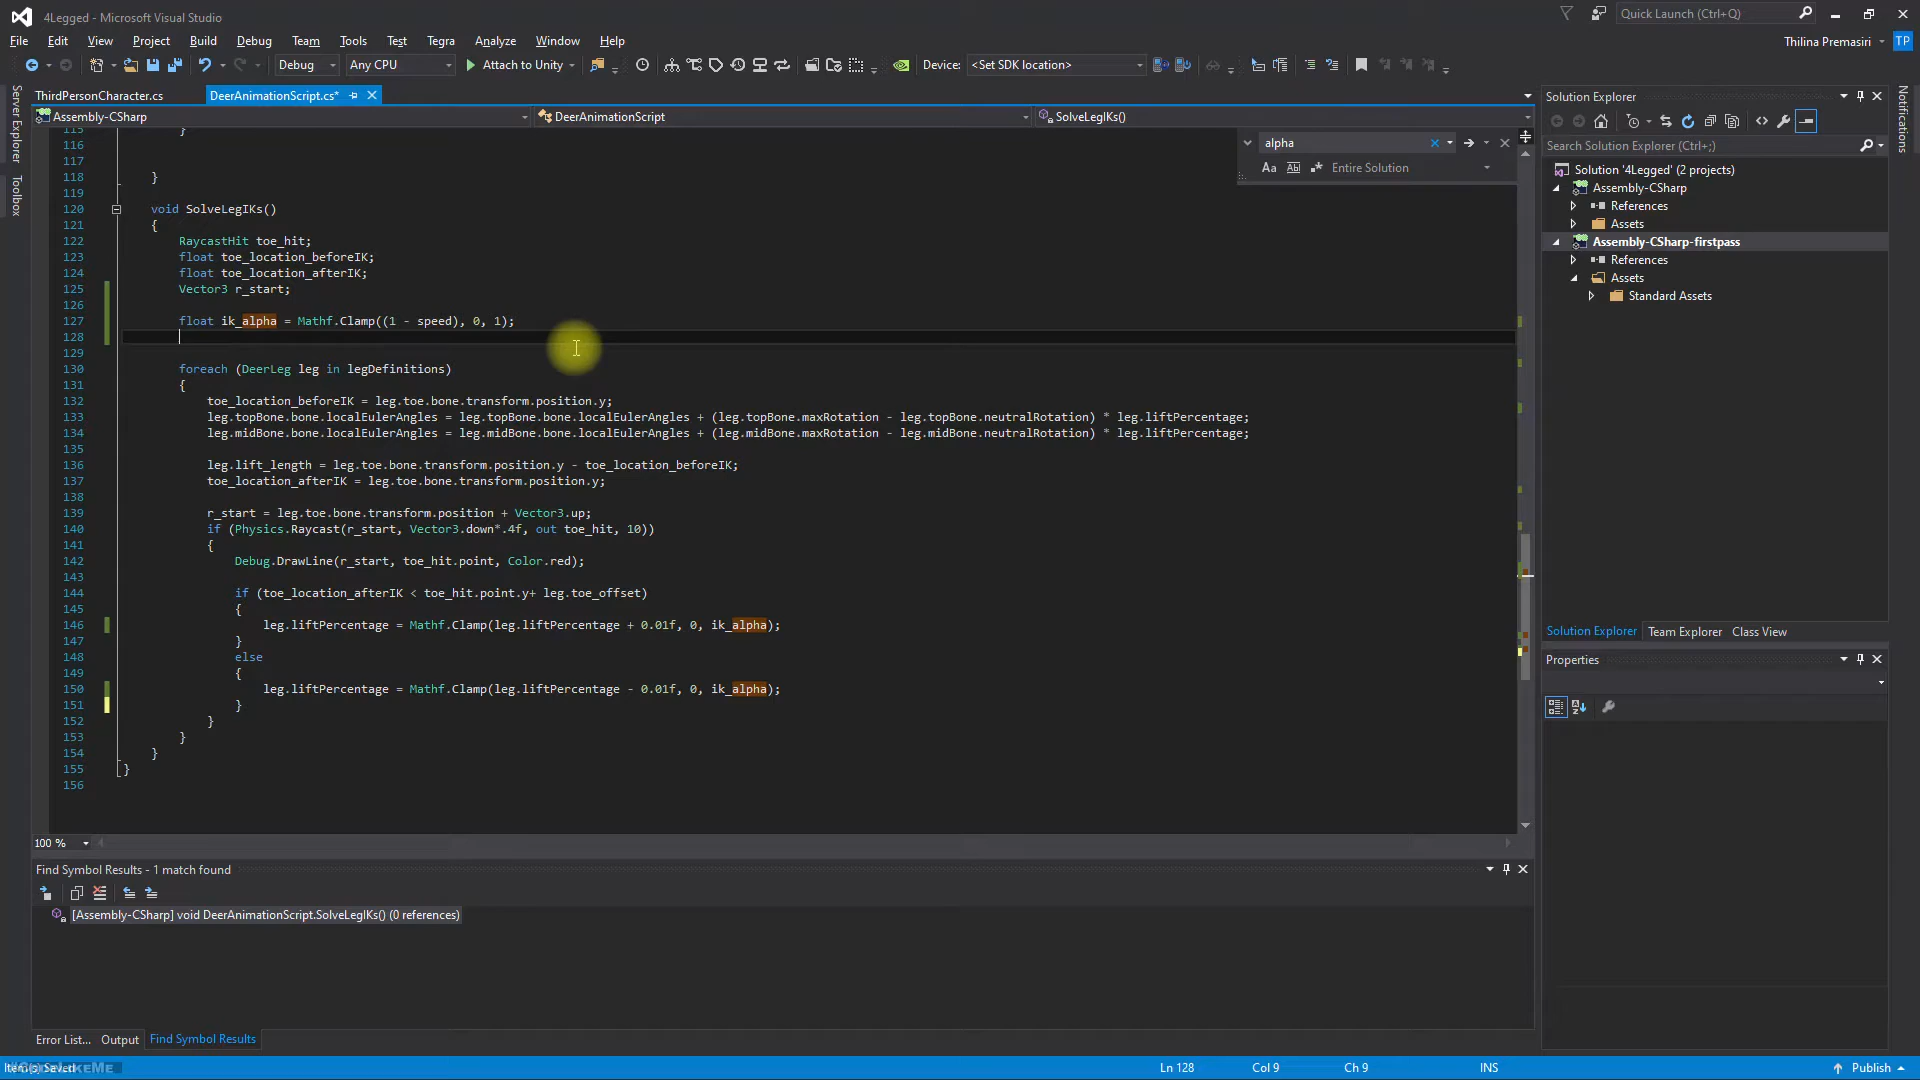 4Legged - Microsoft Visual Studio
Quick Launch (Ctrl+Q)
File Edit View Project Build Debug Team Tools Test Tegra Analyze Window Help
Thilina Premasiri TP
Debug Any CPU Attach to Unity Device: <Set SDK location>
Server Explorer
Toolbox
Notifications
ThirdPersonCharacter.cs DeerAnimationScript.cs*
Assembly-CSharp DeerAnimationScript SolveLegIKs()
alpha
Aa Ab Entire Solution
115 }
116
117
118 }
119
120 void SolveLegIKs()
121 {
122 RaycastHit toe_hit;
123 float toe_location_beforeIK;
124 float toe_location_afterIK;
125 Vector3 r_start;
126
127 float ik_alpha = Mathf.Clamp((1 - speed), 0, 1);
128
129
130 foreach (DeerLeg leg in legDefinitions)
131 {
132 toe_location_beforeIK = leg.toe.bone.transform.position.y;
133 leg.topBone.bone.localEulerAngles = leg.topBone.bone.localEulerAngles + (leg.topBone.maxRotation - leg.topBone.neutralRotation) * leg.liftPercentage;
134 leg.midBone.bone.localEulerAngles = leg.midBone.bone.localEulerAngles + (leg.midBone.maxRotation - leg.midBone.neutralRotation) * leg.liftPercentage;
135
136 leg.lift_length = leg.toe.bone.transform.position.y - toe_location_beforeIK;
137 toe_location_afterIK = leg.toe.bone.transform.position.y;
138
139 r_start = leg.toe.bone.transform.position + Vector3.up;
140 if (Physics.Raycast(r_start, Vector3.down*.4f, out toe_hit, 10))
141 {
142 Debug.DrawLine(r_start, toe_hit.point, Color.red);
143
144 if (toe_location_afterIK < toe_hit.point.y+ leg.toe_offset)
145 {
146 leg.liftPercentage = Mathf.Clamp(leg.liftPercentage + 0.01f, 0, ik_alpha);
147 }
148 else
149 {
150 leg.liftPercentage = Mathf.Clamp(leg.liftPercentage - 0.01f, 0, ik_alpha);
151 }
152 }
153 }
154 }
155 }
156
100 %
Find Symbol Results - 1 match found
[Assembly-CSharp] void DeerAnimationScript.SolveLegIKs() (0 references)
Error List... Output Find Symbol Results
Solution Explorer
Search Solution Explorer (Ctrl+;)
Solution '4Legged' (2 projects)
Assembly-CSharp
References
Assets
Assembly-CSharp-firstpass
References
Assets
Standard Assets
Solution Explorer Team Explorer Class View
Properties
Ln 128 Col 9 Ch 9 INS Publish